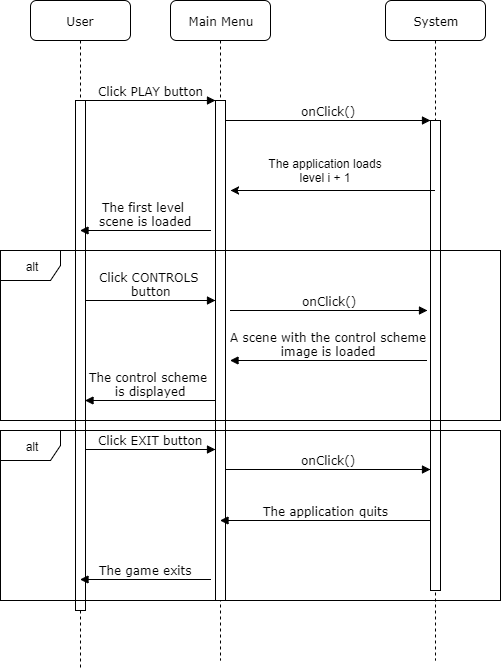 User
Main Menu
System
Click PLAY button
onClick()
The application loads
level i + 1
The first level
scene is loaded
alt
Click CONTROLS
button
onClick()
A scene with the control scheme
image is loaded
The control scheme
is displayed
alt
Click EXIT button
onClick()
The application quits
The game exits